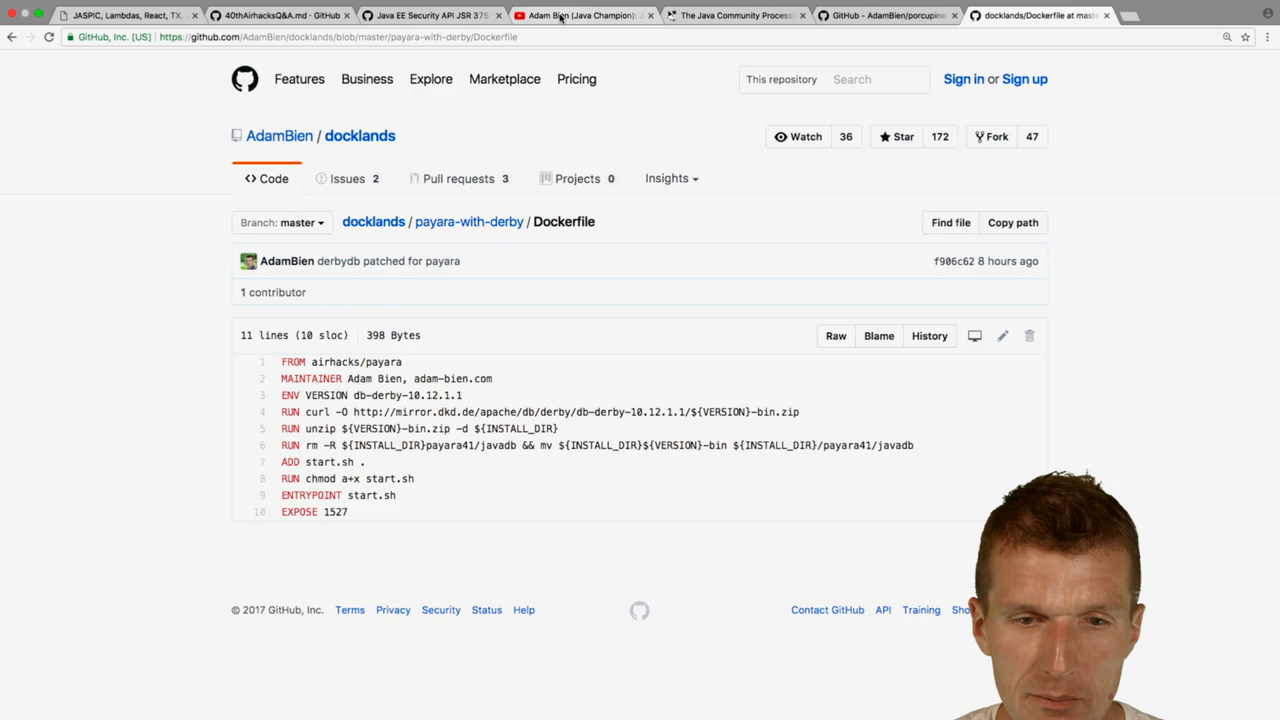 JASPIC, Lambdas, React, TX,
40thAirhacksQ&A.md · GitHub
Java EE Security API JSR 375
Adam Bien (Java Champion):
The Java Community Process
GitHub - AdamBien/porcupine
docklands/Dockerfile at maste
GitHub, Inc. [US] https://github.com/AdamBien/docklands/blob/master/payara-with-derby/Dockerfile
Features Business Explore Marketplace Pricing This repository Search Sign in or Sign up
AdamBien / docklands Watch 36 Star 172 Fork 47
<> Code Issues 2 Pull requests 3 Projects 0 Insights
Branch: master docklands / payara-with-derby / Dockerfile Find file Copy path
AdamBien derbydb patched for payara f906c62 8 hours ago
1 contributor
11 lines (10 sloc) 398 Bytes Raw Blame History
1 FROM airhacks/payara
2 MAINTAINER Adam Bien, adam-bien.com
3 ENV VERSION db-derby-10.12.1.1
4 RUN curl -O http://mirror.dkd.de/apache/db/derby/db-derby-10.12.1.1/${VERSION}-bin.zip
5 RUN unzip ${VERSION}-bin.zip -d ${INSTALL_DIR}
6 RUN rm -R ${INSTALL_DIR}payara41/javadb && mv ${INSTALL_DIR}${VERSION}-bin ${INSTALL_DIR}/payara41/javadb
7 ADD start.sh .
8 RUN chmod a+x start.sh
9 ENTRYPOINT start.sh
10 EXPOSE 1527
© 2017 GitHub, Inc. Terms Privacy Security Status Help Contact GitHub API Training Sho